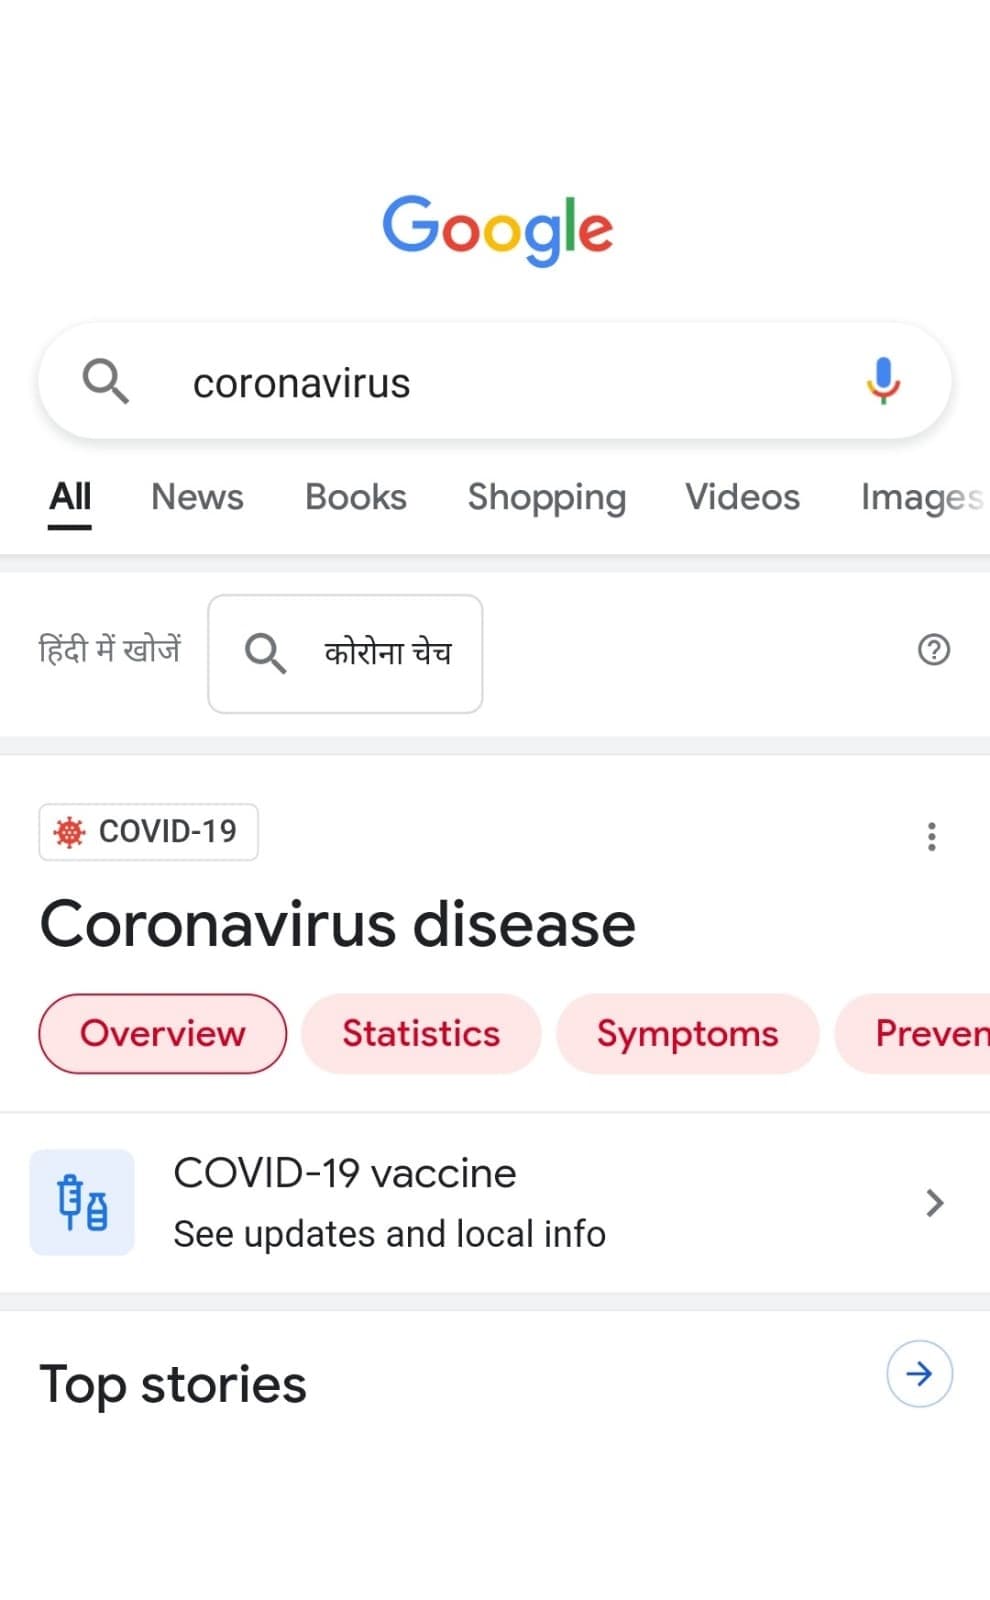 Google
coronavirus
All News Books Shopping Videos Images
हिंदी में खोजें कोरोना चेच
COVID-19
Coronavirus disease
Overview Statistics Symptoms Preven
COVID-19 vaccine
See updates and local info
Top stories